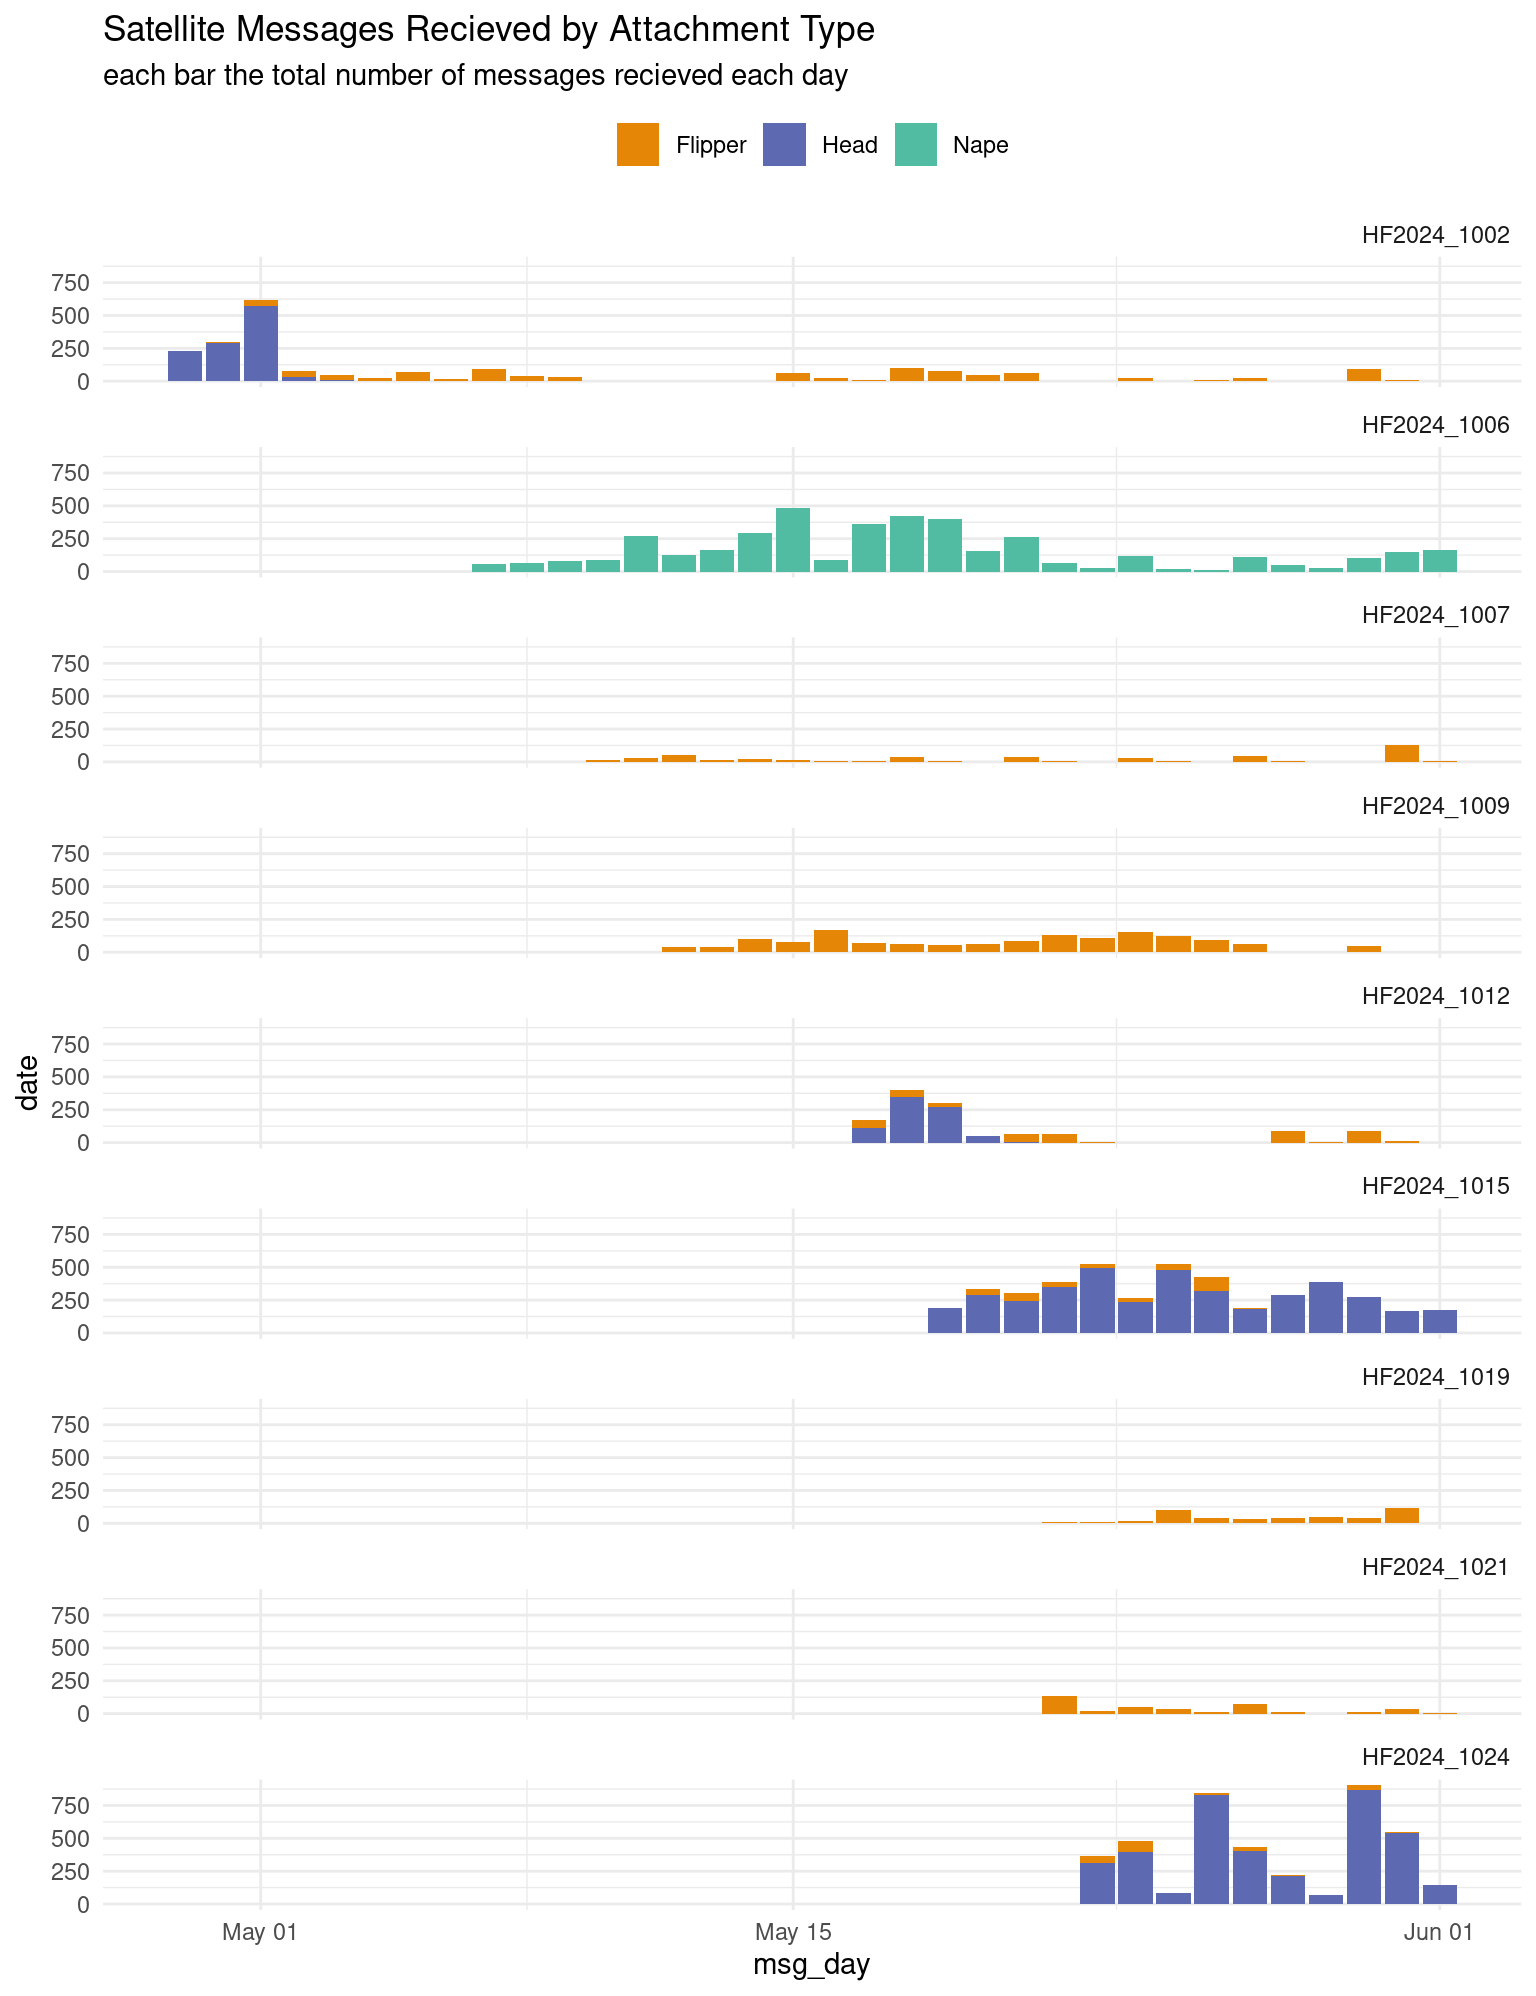 Satellite Messages Recieved by Attachment Type
each bar the total number of messages recieved each day
Flipper Head Nape
HF2024_1002
750
500
250
0
HF2024_1006
750
500
250
0
HF2024_1007
750
500
250
0
HF2024_1009
750
500
250
0
HF2024_1012
750
500
250
0
date
HF2024_1015
750
500
250
0
HF2024_1019
750
500
250
0
HF2024_1021
750
500
250
0
HF2024_1024
750
500
250
0
May 01 May 15 Jun 01
msg_day